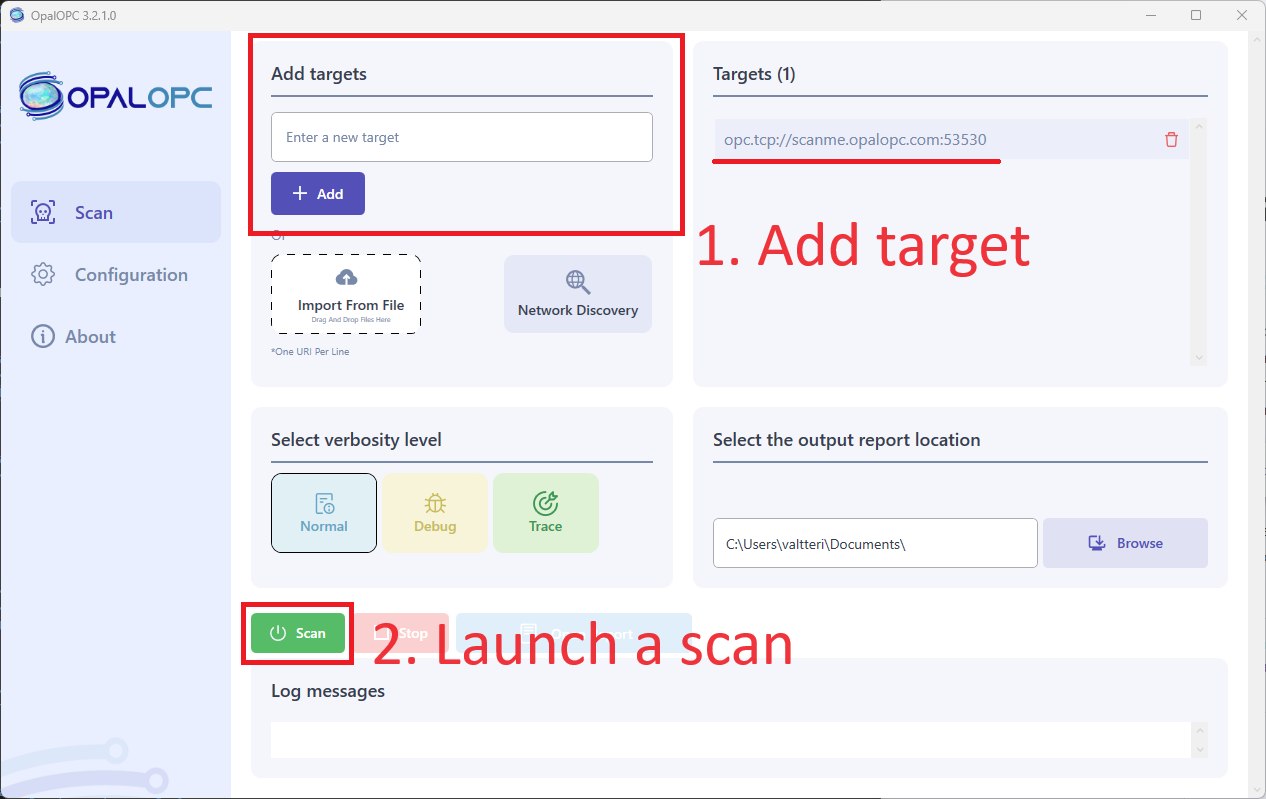 OpalOPC 3.2.1.0
OPALOPC
Scan
Configuration
About
Add targets
Enter a new target
Add
Or
Import From File
Drag And Drop Files Here
*One URI Per Line
Network Discovery
Targets (1)
opc.tcp://scanme.opalopc.com:53530
1. Add target
Select verbosity level
Normal
Debug
Trace
Select the output report location
C:\Users\valtteri\Documents\
Browse
Scan
Stop
2. Launch a scan
Log messages